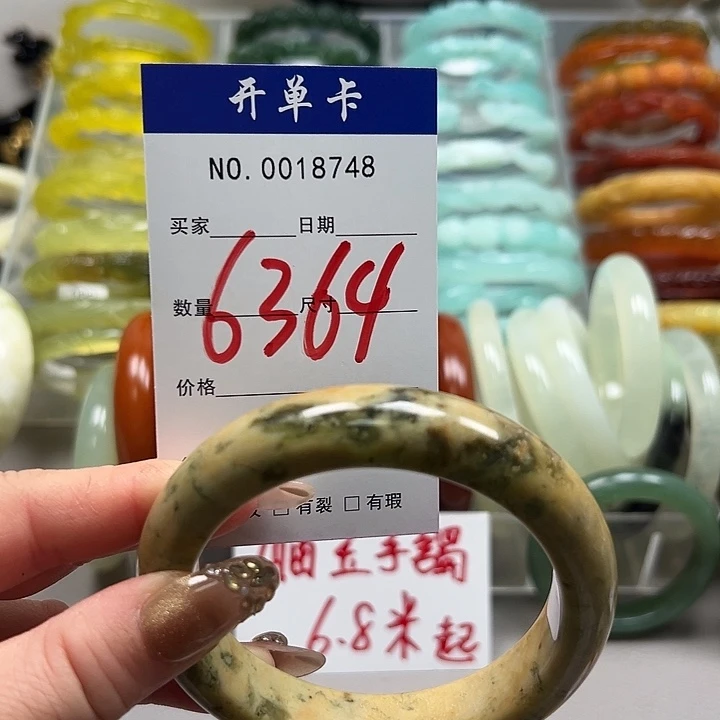 开单卡
NO.0018748
买家 日期
6364
数量 尺寸
价格
有裂 □ 有瑕
玉手镯
6.8米起